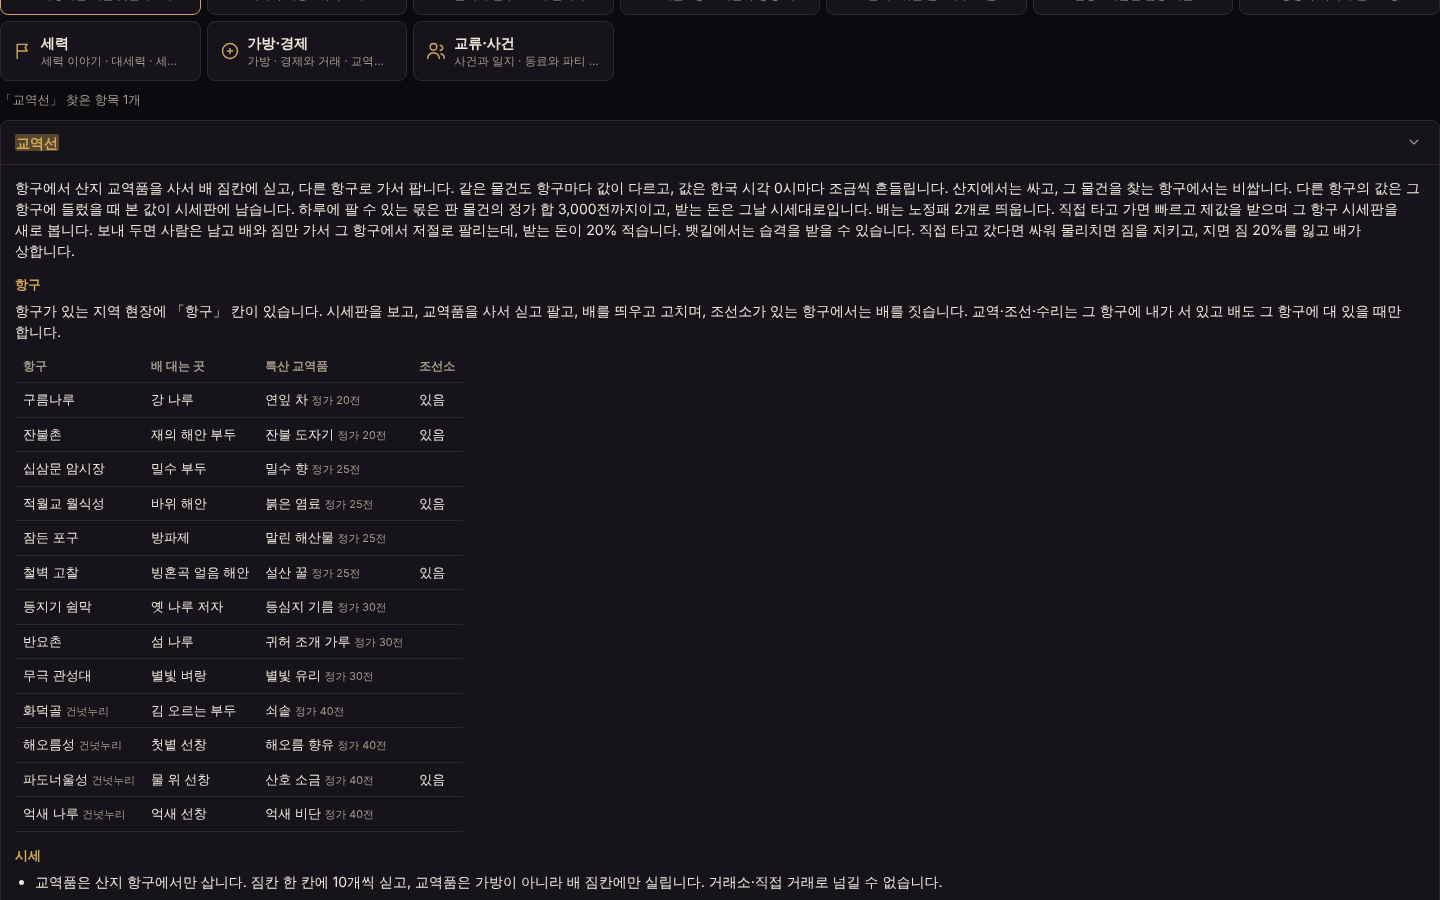 세력
세력 이야기 · 대세력 · 세...
가방·경제
가방 · 경제와 거래 · 교역...
교류·사건
사건과 일지 · 동료와 파티 ...
「교역선」 찾은 항목 1개
교역선
항구에서 산지 교역품을 사서 배 짐칸에 싣고, 다른 항구로 가서 팝니다. 같은 물건도 항구마다 값이 다르고, 값은 한국 시각 0시마다 조금씩 흔들립니다. 산지에서는 싸고, 그 물건을 찾는 항구에서는 비쌉니다. 다른 항구의 값은 그
항구에 들렀을 때 본 값이 시세판에 남습니다. 하루에 팔 수 있는 몫은 판 물건의 정가 합 3,000전까지이고, 받는 돈은 그날 시세대로입니다. 배는 노정패 2개로 띄웁니다. 직접 타고 가면 빠르고 제값을 받으며 그 항구 시세판을
새로 봅니다. 보내 두면 사람은 남고 배와 짐만 가서 그 항구에서 저절로 팔리는데, 받는 돈이 20% 적습니다. 뱃길에서는 습격을 받을 수 있습니다. 직접 타고 갔다면 싸워 물리치면 짐을 지키고, 지면 짐 20%를 잃고 배가
상합니다.
항구
항구가 있는 지역 현장에 「항구」 칸이 있습니다. 시세판을 보고, 교역품을 사서 싣고 팔고, 배를 띄우고 고치며, 조선소가 있는 항구에서는 배를 짓습니다. 교역·조선·수리는 그 항구에 내가 서 있고 배도 그 항구에 대 있을 때만
합니다.
항구 배 대는 곳 특산 교역품 조선소
구름나루 강 나루 연잎 차 정가 20전 있음
잔불촌 재의 해안 부두 잔불 도자기 정가 20전 있음
십삼문 암시장 밀수 부두 밀수 향 정가 25전
적월교 월식성 바위 해안 붉은 염료 정가 25전 있음
잠든 포구 방파제 말린 해산물 정가 25전
철벽 고찰 빙혼곡 얼음 해안 설산 꿀 정가 25전 있음
등지기 쉼막 옛 나루 저자 등심지 기름 정가 30전
반요촌 섬 나루 귀허 조개 가루 정가 30전
무극 관성대 별빛 벼랑 별빛 유리 정가 30전
화덕골 건넛누리 김 오르는 부두 쇠솥 정가 40전
해오름성 건넛누리 첫볕 선창 해오름 향유 정가 40전
파도너울성 건넛누리 물 위 선창 산호 소금 정가 40전 있음
억새 나루 건넛누리 억새 선창 억새 비단 정가 40전
시세
• 교역품은 산지 항구에서만 삽니다. 짐칸 한 칸에 10개씩 싣고, 교역품은 가방이 아니라 배 짐칸에만 실립니다. 거래소·직접 거래로 넘길 수 없습니다.